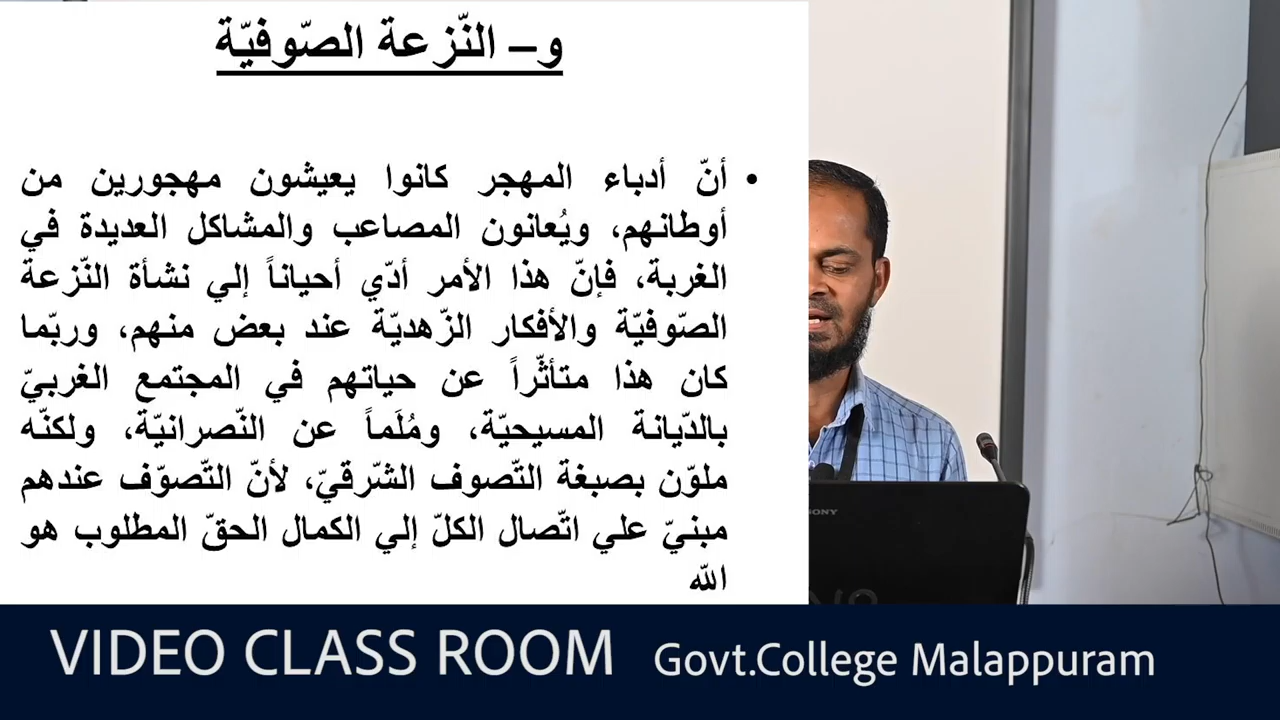 و– النّزعة الصّوفيّة
• أنّ أدباء المهجر كانوا يعيشون مهجورين من
أوطانهم، ويُعانون المصاعب والمشاكل العديدة في
الغربة، فإنّ هذا الأمر أدّي أحياناً إلي نشأة النّزعة
الصّوفيّة والأفكار الزّهديّة عند بعض منهم، وربّما
كان هذا متأثّراً عن حياتهم في المجتمع الغربيّ
بالدّيانة المسيحيّة، ومُلَماً عن النّصرانيّة، ولكنّه
ملوّن بصبغة التّصوف الشّرقيّ، لأنّ التّصوّف عندهم
مبنيّ علي اتّصال الكلّ إلي الكمال الحقّ المطلوب هو
الله
SONY
VIDEO CLASS ROOM Govt.College Malappuram